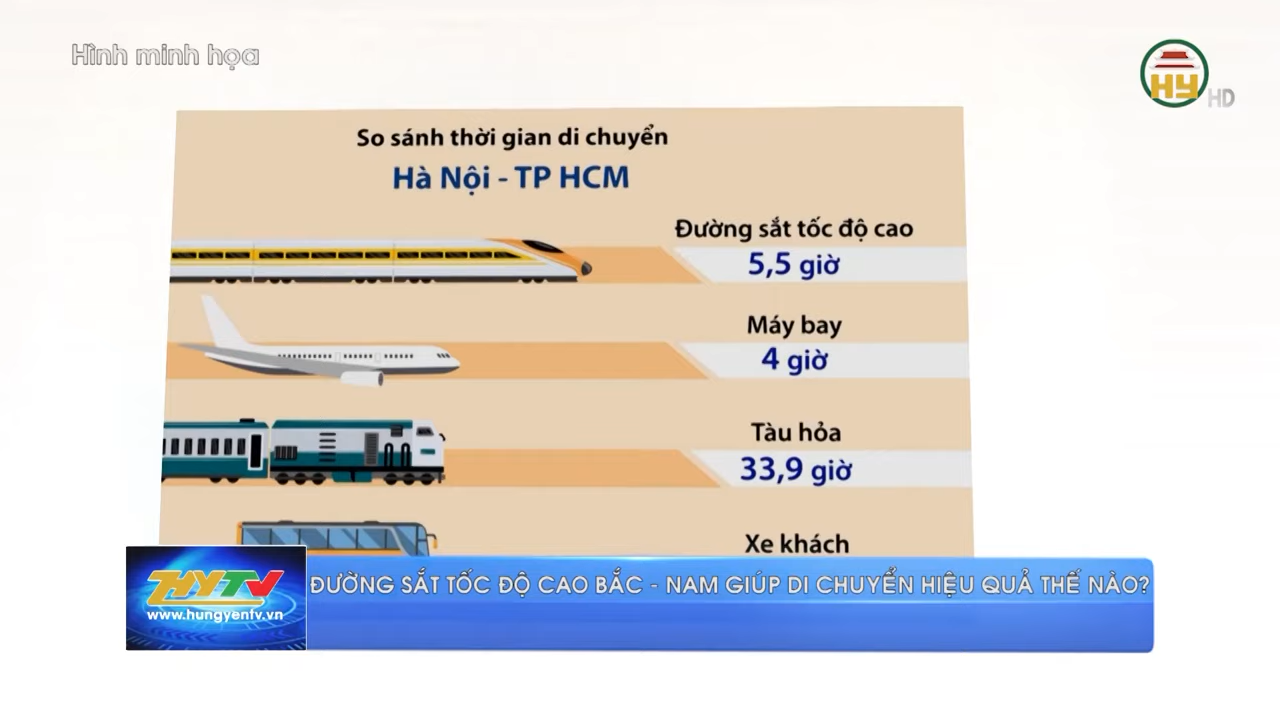 Hình minh họa
HY
HD
So sánh thời gian di chuyển
Hà Nội - TP HCM
Đường sắt tốc độ cao
5,5 giờ
Máy bay
4 giờ
Tàu hỏa
33,9 giờ
Xe khách
HYTV
www.hungyentv.vn
ĐƯỜNG SẮT TỐC ĐỘ CAO BẮC - NAM GIÚP DI CHUYỂN HIỆU QUẢ THẾ NÀO?